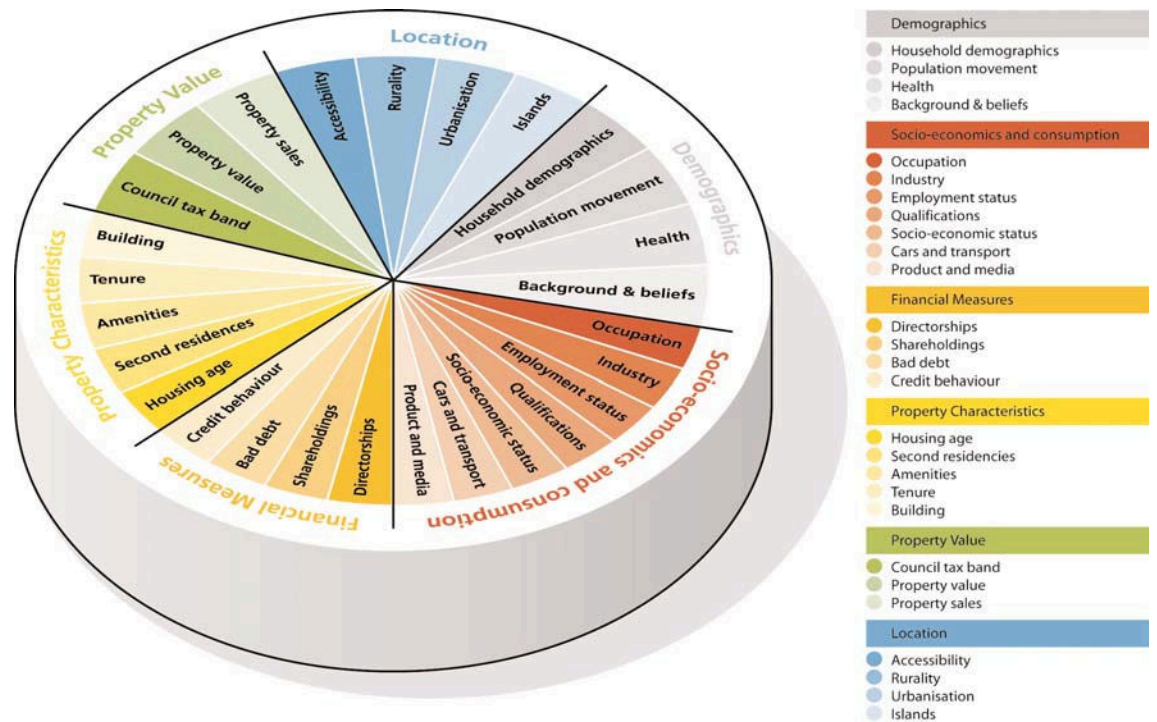 Location
Accessibility
Rurality
Urbanisation
Islands
Demographics
Household demographics
Population movement
Health
Background & beliefs
Socio-economics and consumption
Occupation
Industry
Employment status
Qualifications
Socio-economic status
Cars and transport
Product and media
Financial Measures
Directorships
Shareholdings
Bad debt
Credit behaviour
Property Characteristics
Housing age
Second residences
Amenities
Tenure
Building
Property Value
Council tax band
Property value
Property sales
Demographics
Household demographics
Population movement
Health
Background & beliefs
Socio-economics and consumption
Occupation
Industry
Employment status
Qualifications
Socio-economic status
Cars and transport
Product and media
Financial Measures
Directorships
Shareholdings
Bad debt
Credit behaviour
Property Characteristics
Housing age
Second residencies
Amenities
Tenure
Building
Property Value
Council tax band
Property value
Property sales
Location
Accessibility
Rurality
Urbanisation
Islands